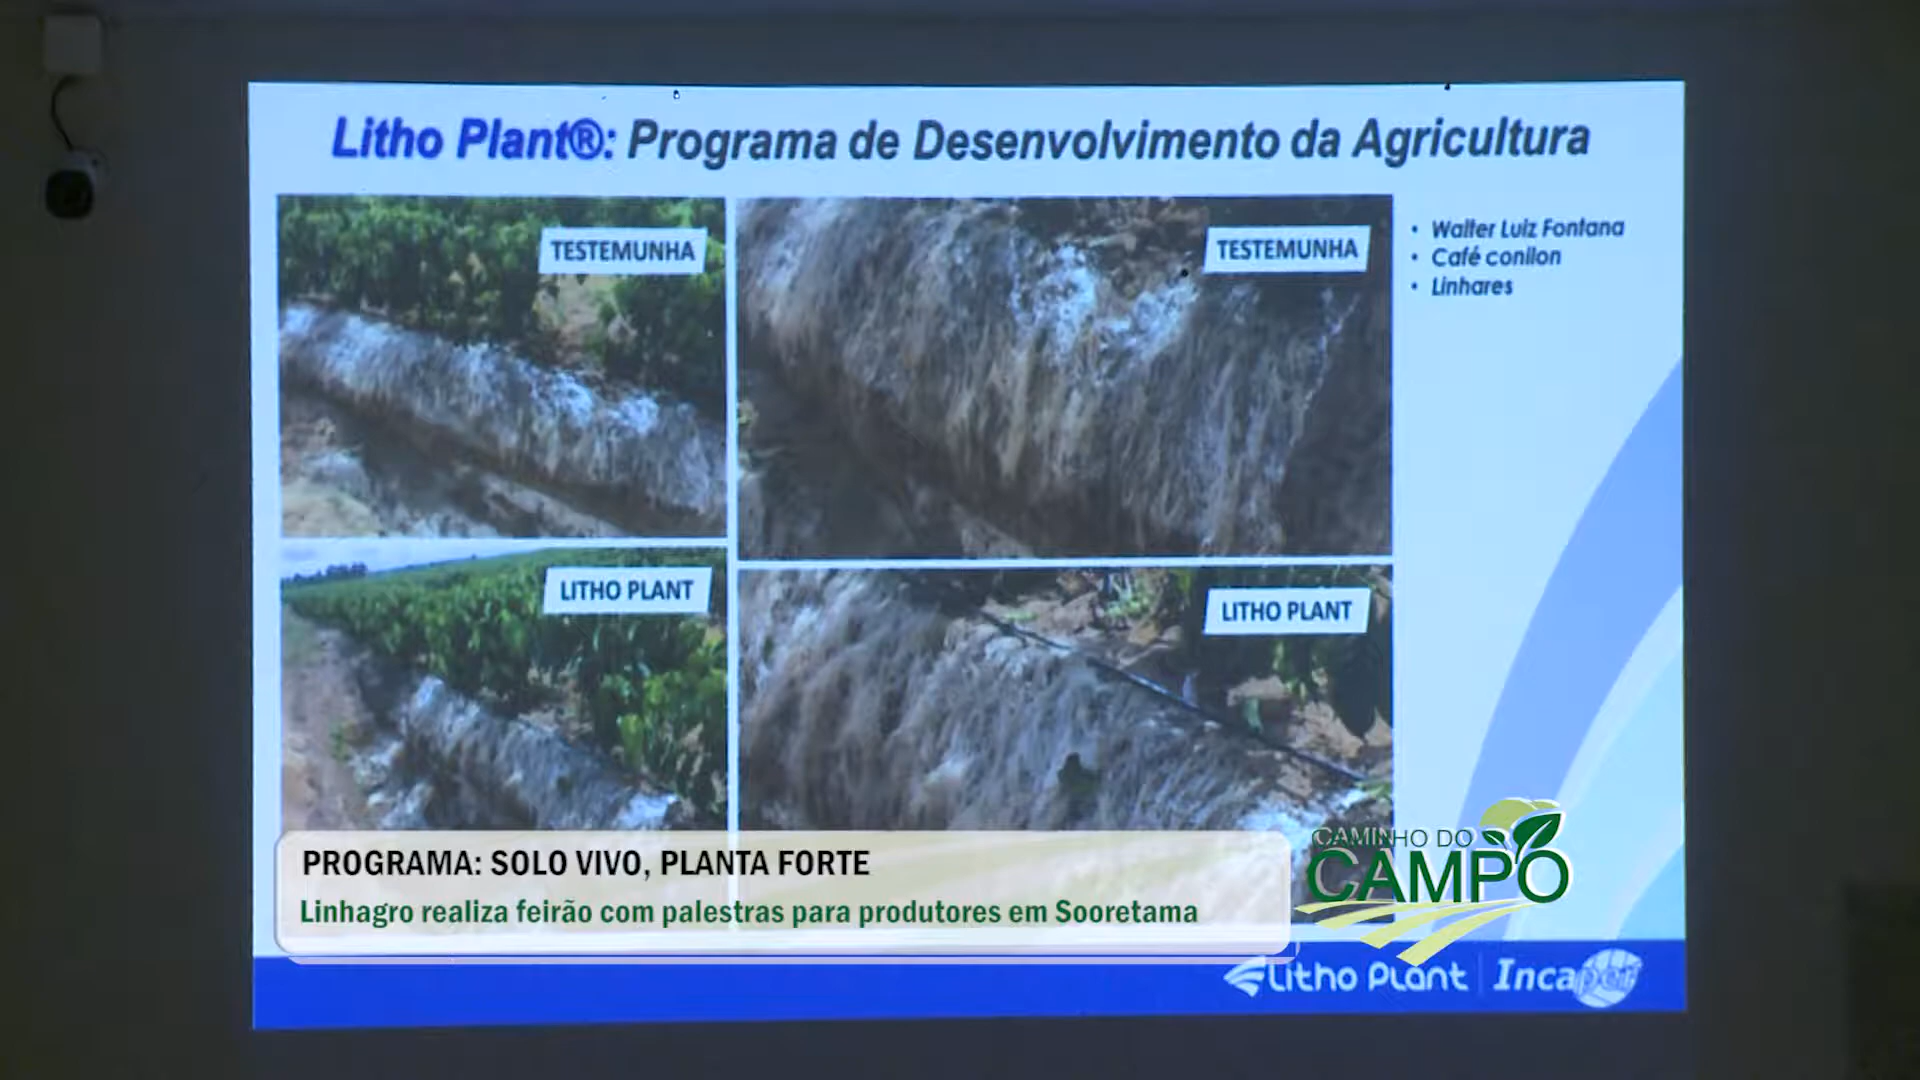 Litho Plant®: Programa de Desenvolvimento da Agricultura
TESTEMUNHA
TESTEMUNHA
• Walter Luiz Fontana
• Café conilon
• Linhares
LITHO PLANT
LITHO PLANT
PROGRAMA: SOLO VIVO, PLANTA FORTE
Linhagro realiza feirão com palestras para produtores em Sooretama
CAMINHO DO
CAMPO
Litho Plant
Incaper